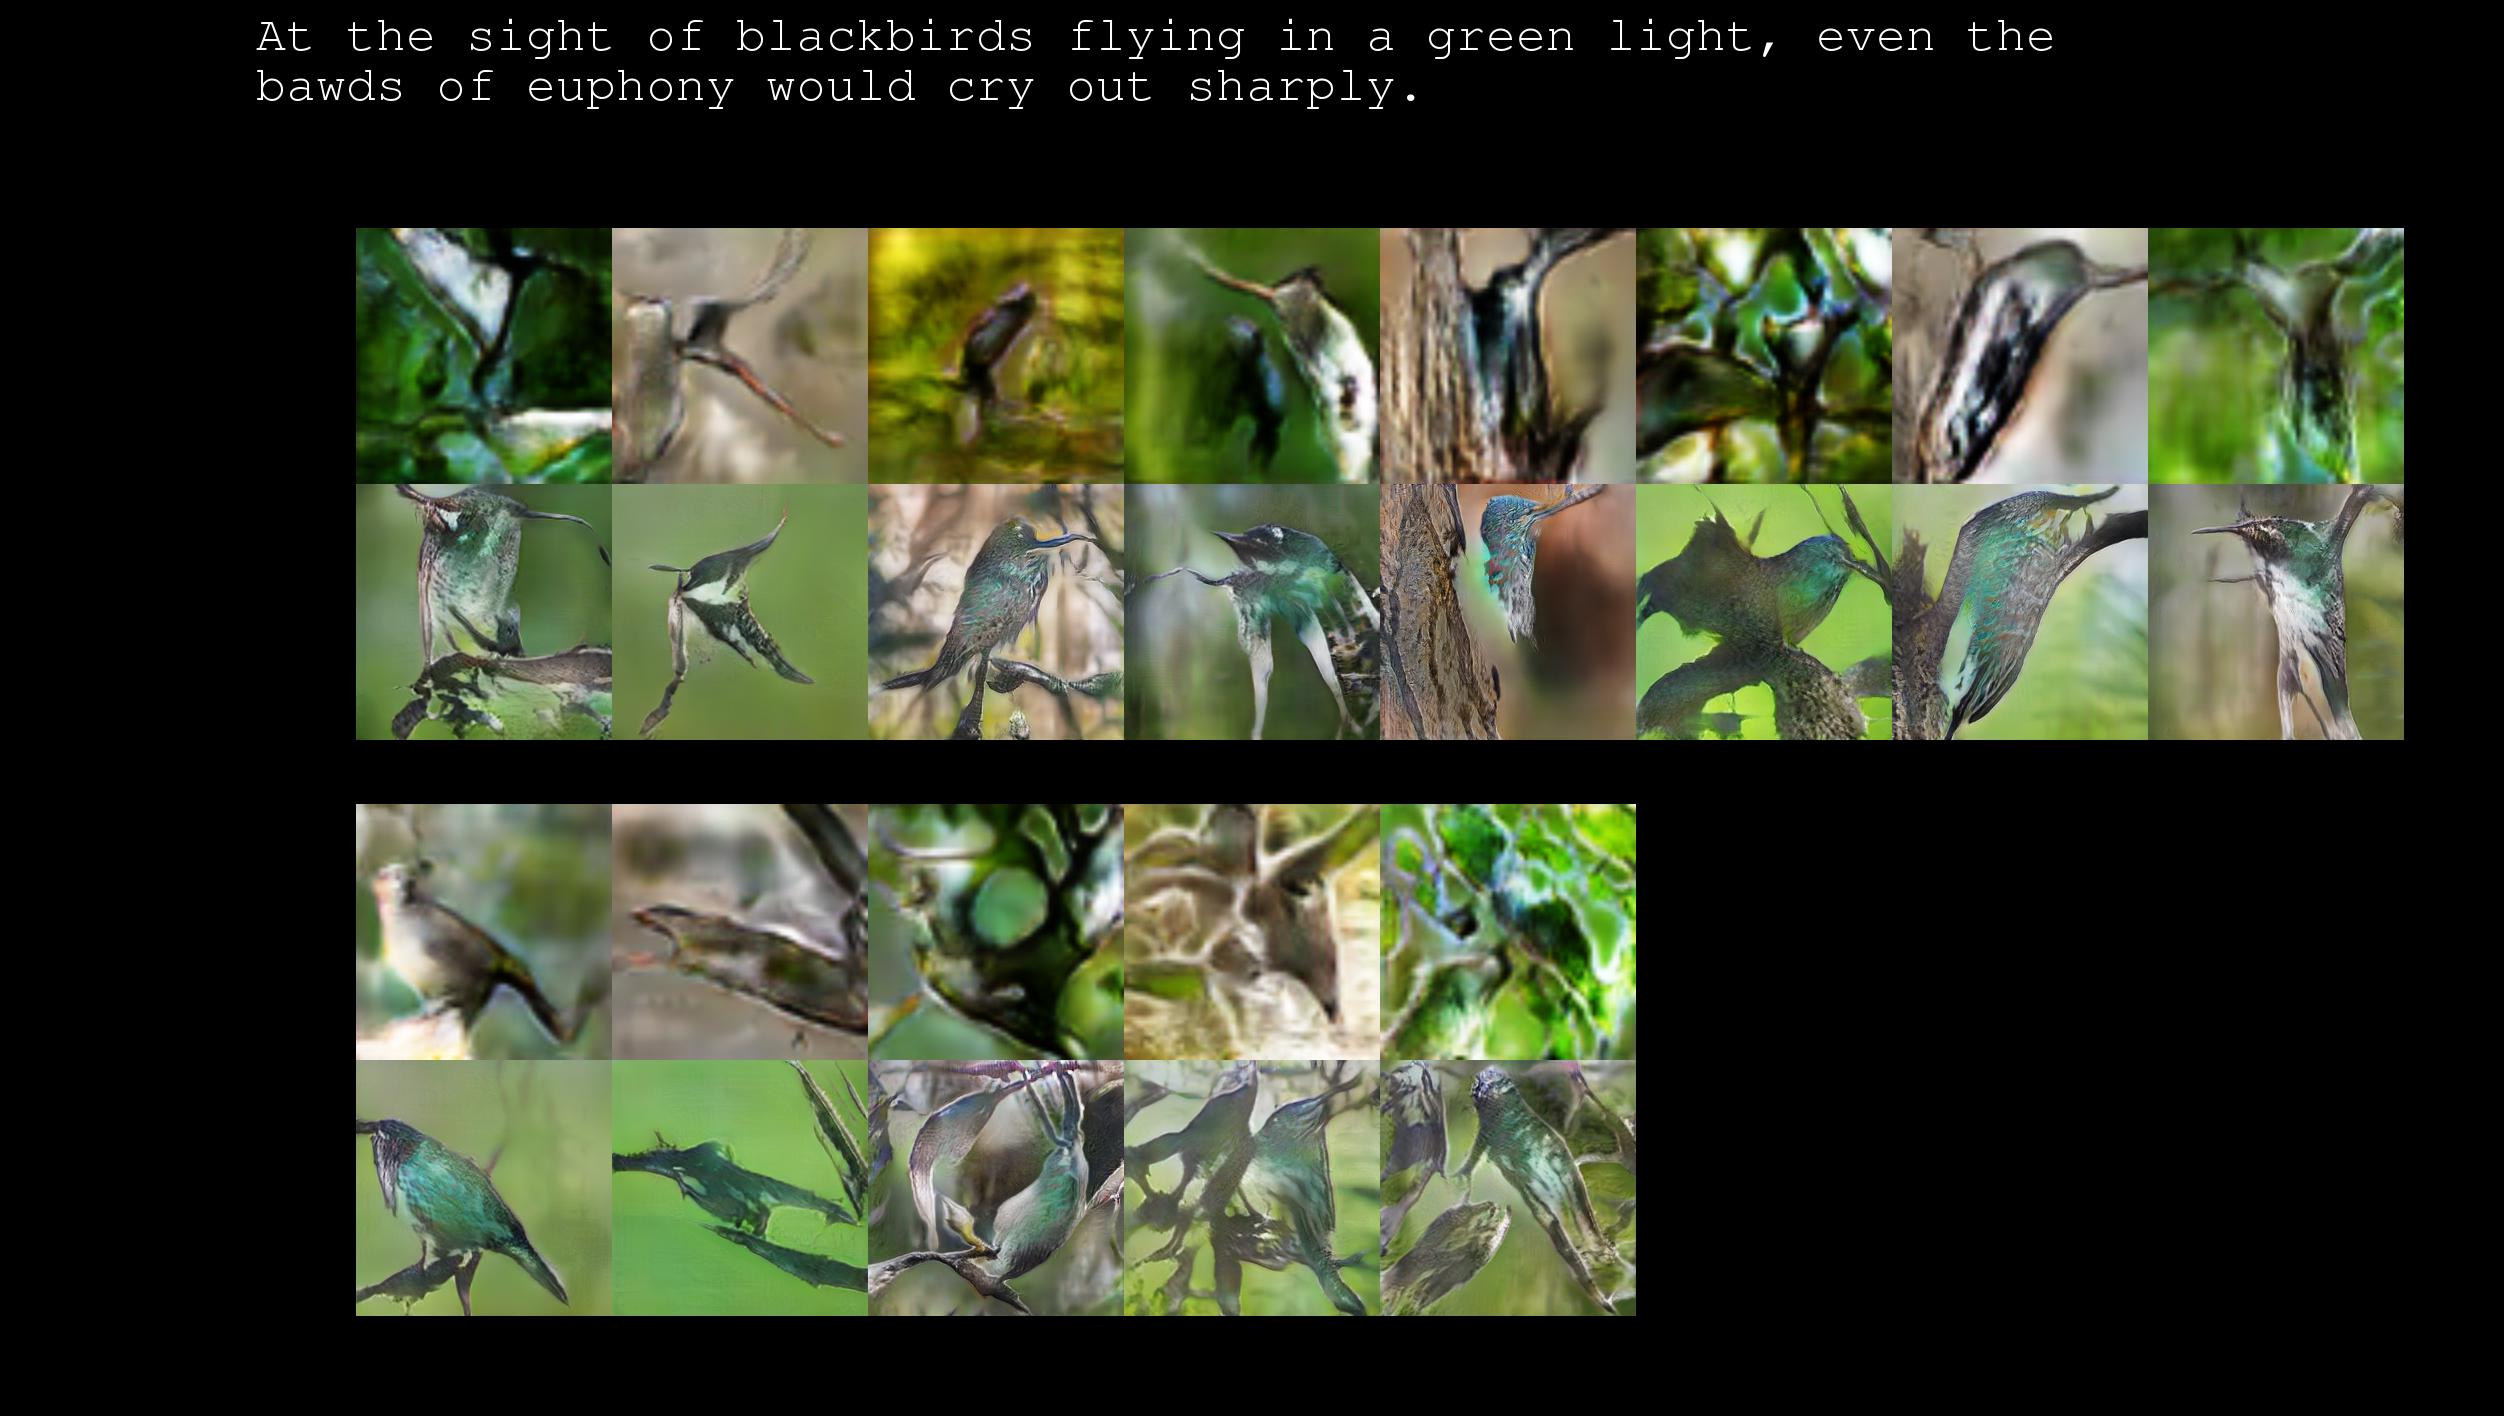 At the sight of blackbirds flying in a green light, even the
bawds of euphony would cry out sharply.